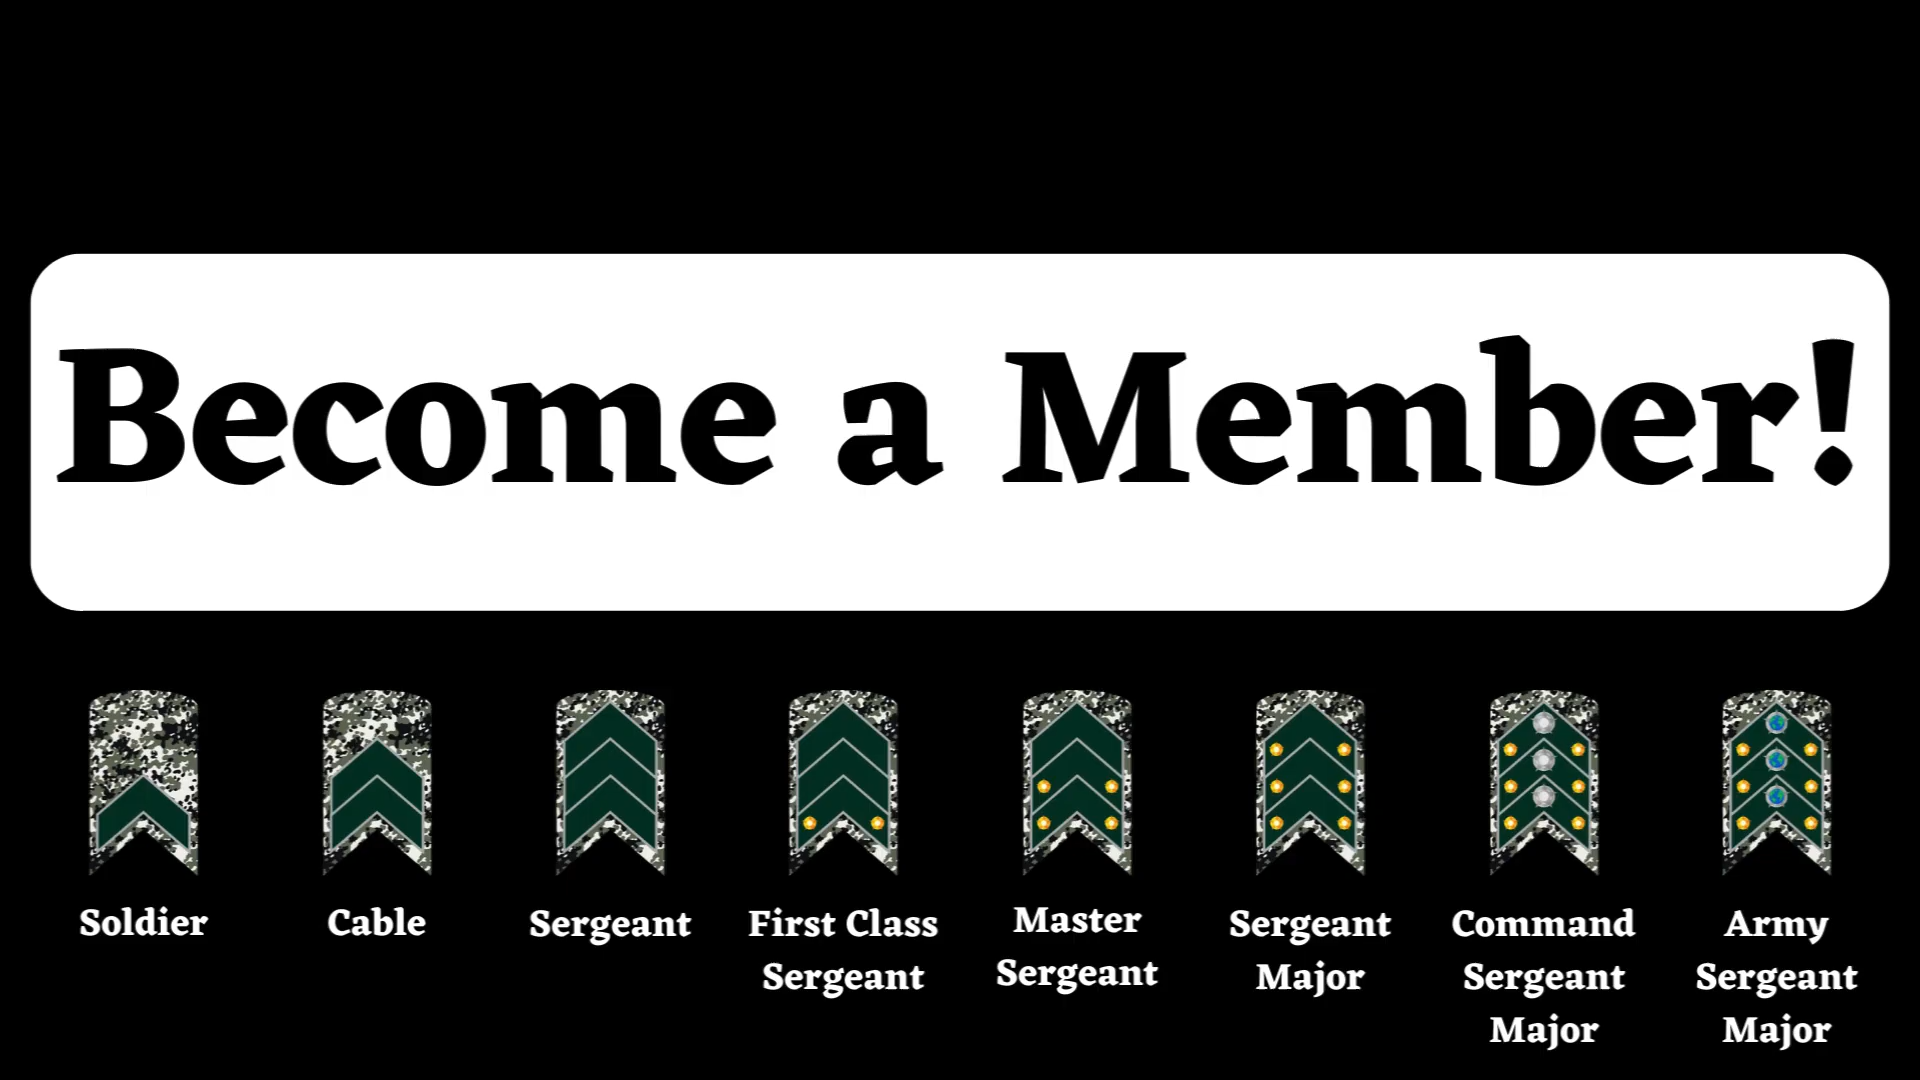 Become a Member!
Soldier
Cable
Sergeant
First Class
Sergeant
Master
Sergeant
Sergeant
Major
Command
Sergeant
Major
Army
Sergeant
Major